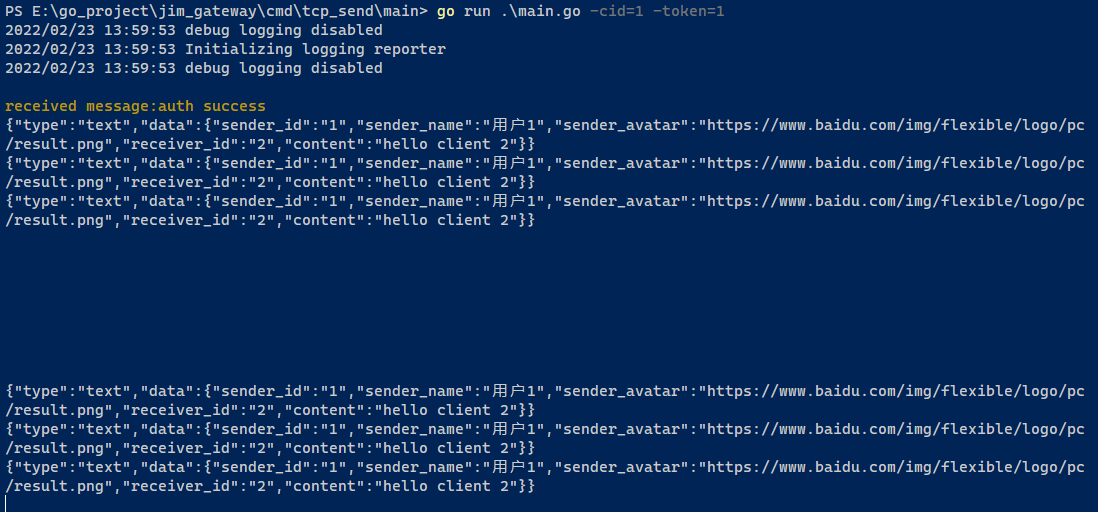 PS E:\go_project\jim_gateway\cmd\tcp_send\main> go run .\main.go -cid=1 -token=1
2022/02/23 13:59:53 debug logging disabled
2022/02/23 13:59:53 Initializing logging reporter
2022/02/23 13:59:53 debug logging disabled
received message:auth success
{"type":"text","data":{"sender_id":"1","sender_name":"用户1","sender_avatar":"https://www.baidu.com/img/flexible/logo/pc
/result.png","receiver_id":"2","content":"hello client 2"}}
{"type":"text","data":{"sender_id":"1","sender_name":"用户1","sender_avatar":"https://www.baidu.com/img/flexible/logo/pc
/result.png","receiver_id":"2","content":"hello client 2"}}
{"type":"text","data":{"sender_id":"1","sender_name":"用户1","sender_avatar":"https://www.baidu.com/img/flexible/logo/pc
/result.png","receiver_id":"2","content":"hello client 2"}}
{"type":"text","data":{"sender_id":"1","sender_name":"用户1","sender_avatar":"https://www.baidu.com/img/flexible/logo/pc
/result.png","receiver_id":"2","content":"hello client 2"}}
{"type":"text","data":{"sender_id":"1","sender_name":"用户1","sender_avatar":"https://www.baidu.com/img/flexible/logo/pc
/result.png","receiver_id":"2","content":"hello client 2"}}
{"type":"text","data":{"sender_id":"1","sender_name":"用户1","sender_avatar":"https://www.baidu.com/img/flexible/logo/pc
/result.png","receiver_id":"2","content":"hello client 2"}}